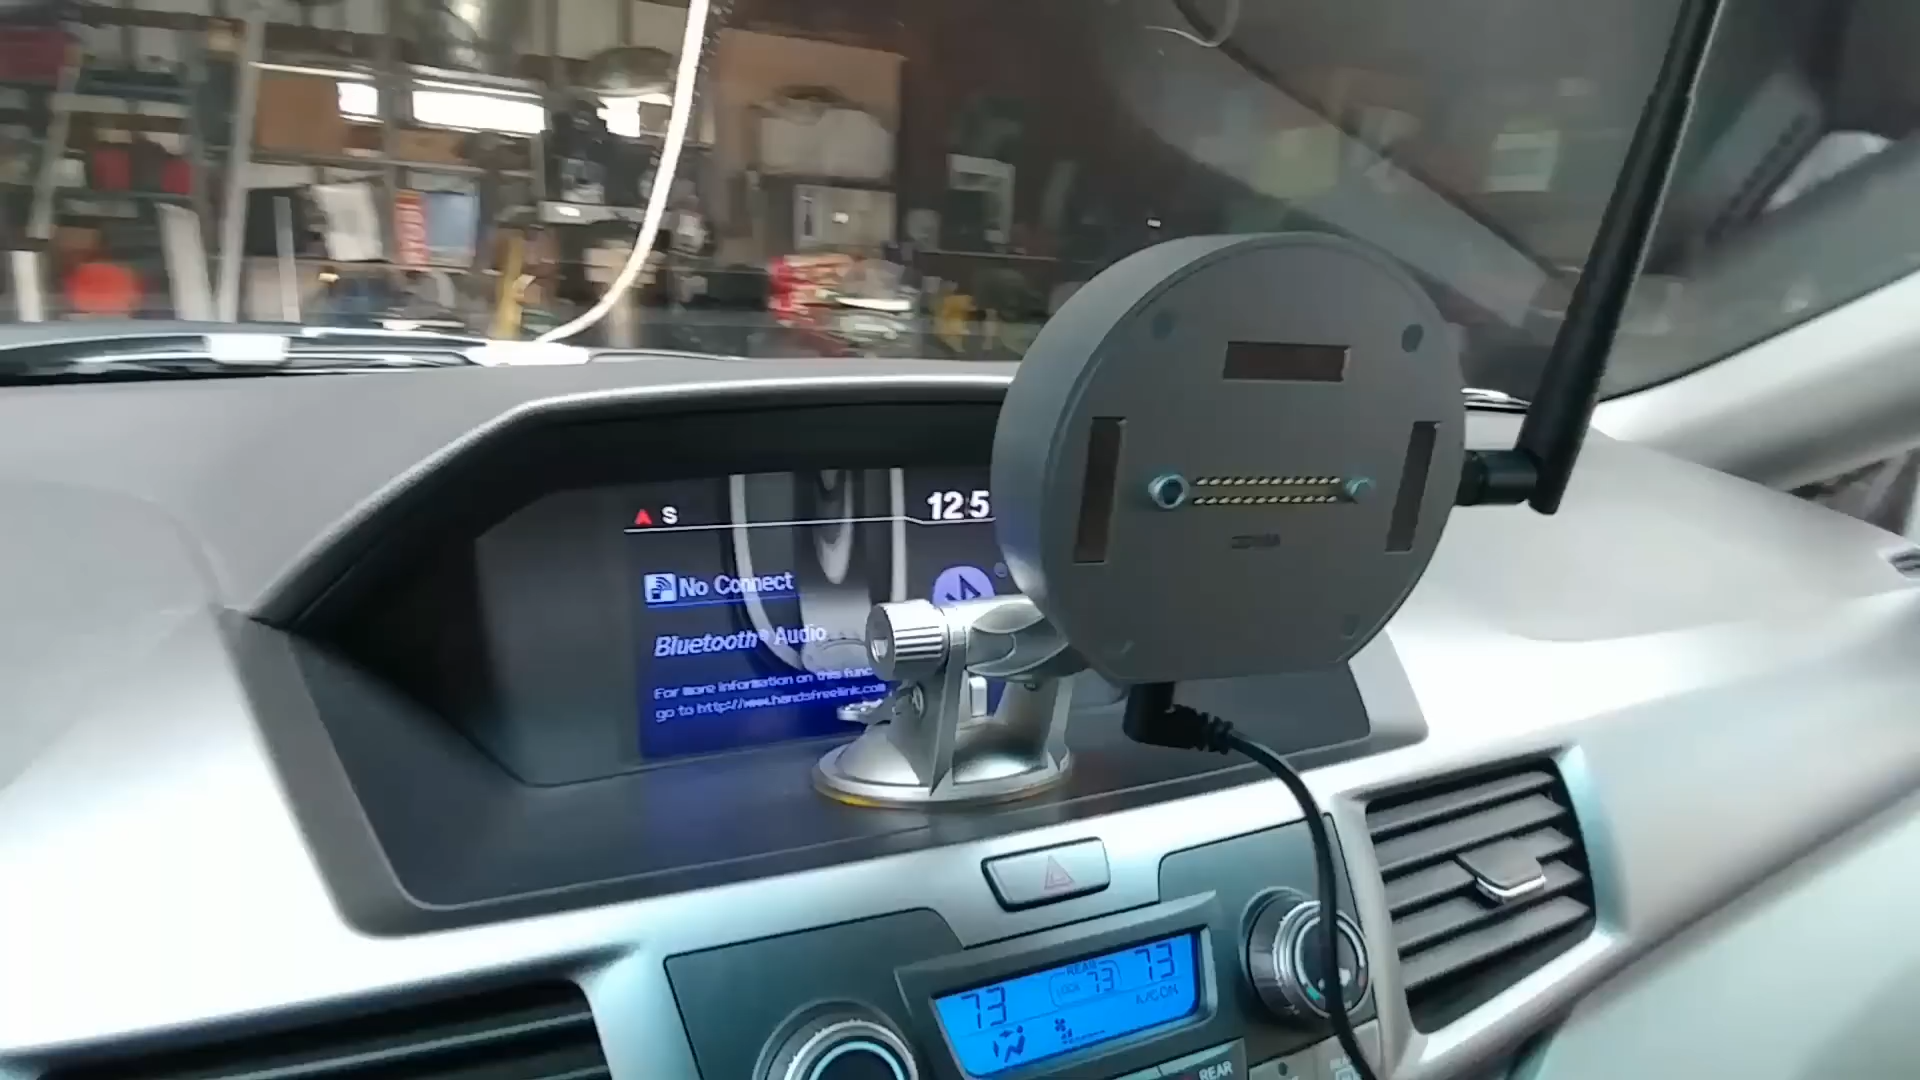 S
12:5
No Connect
Bluetooth® Audio
For more information on this func
go to http://www.handsfreelink.com
73
REAR
LOCK 73
73
A/CON
REAR